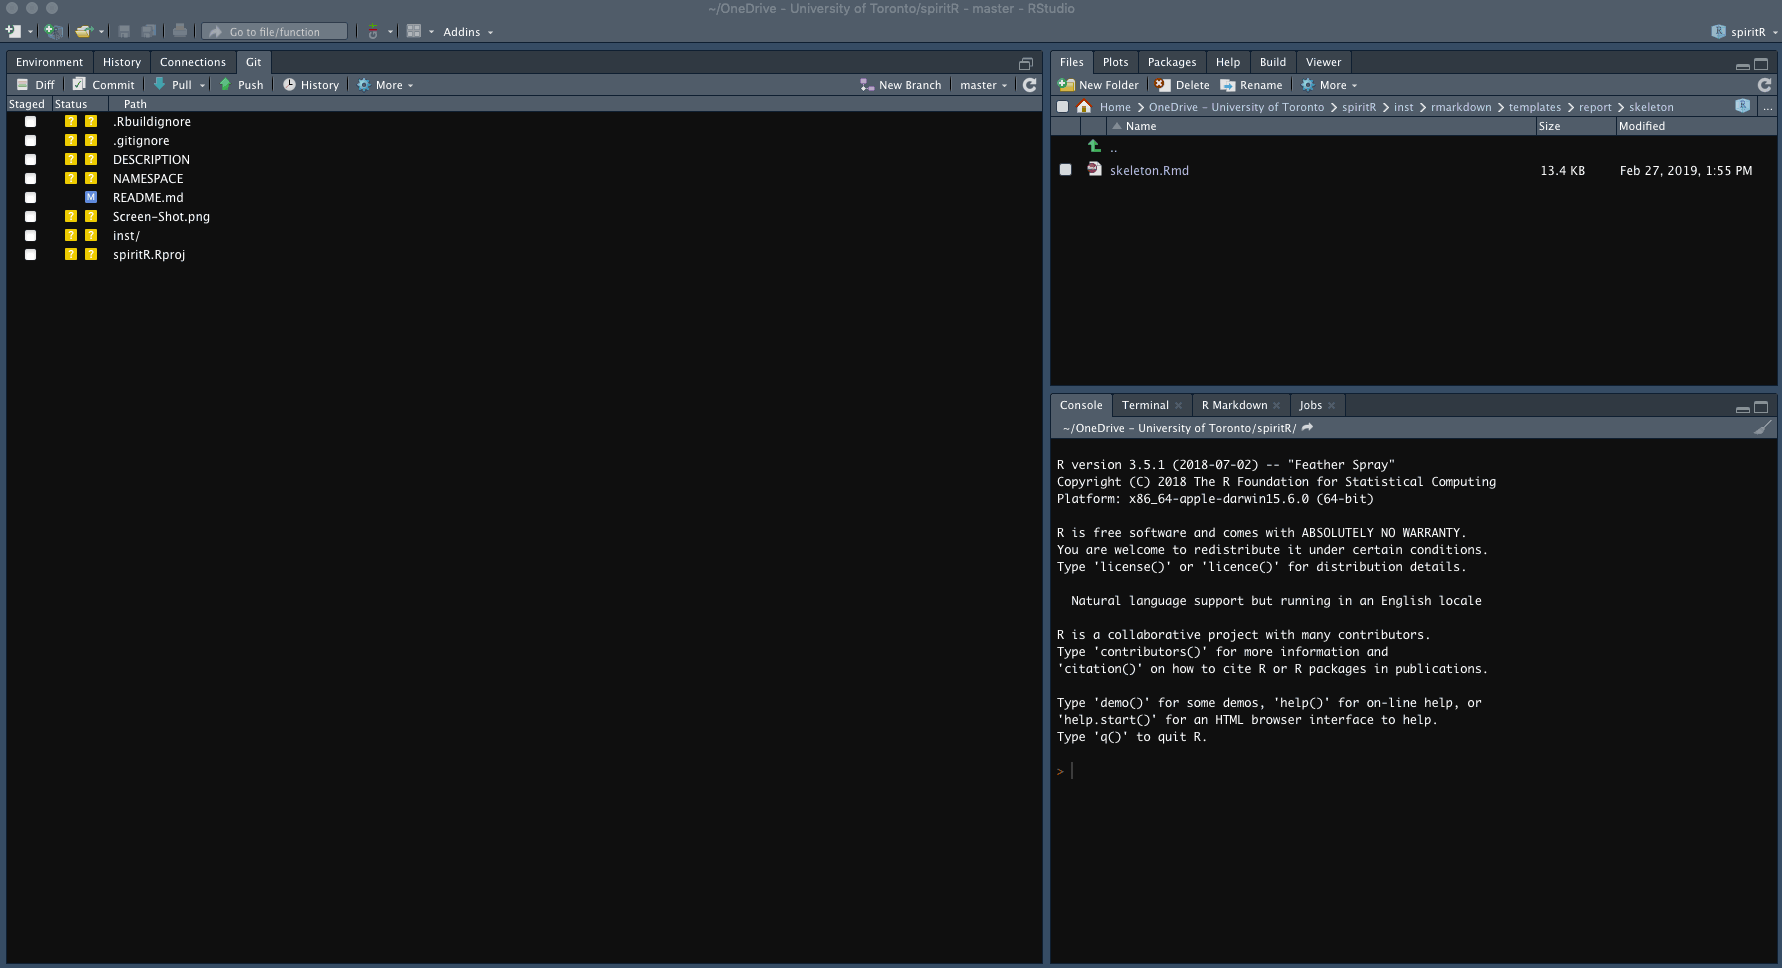 ~/OneDrive - University of Toronto/spiritR - master - RStudio
Go to file/function
Addins
spiritR
Environment History Connections Git
Diff Commit Pull Push History More New Branch master
Staged Status Path
? ? .Rbuildignore
? ? .gitignore
? ? DESCRIPTION
? ? NAMESPACE
M README.md
? ? Screen-Shot.png
? ? inst/
? ? spiritR.Rproj
Files Plots Packages Help Build Viewer
New Folder Delete Rename More
Home > OneDrive - University of Toronto > spiritR > inst > rmarkdown > templates > report > skeleton ...
Name Size Modified
..
skeleton.Rmd 13.4 KB Feb 27, 2019, 1:55 PM
Console Terminal R Markdown Jobs
~/OneDrive - University of Toronto/spiritR/
R version 3.5.1 (2018-07-02) -- "Feather Spray"
Copyright (C) 2018 The R Foundation for Statistical Computing
Platform: x86_64-apple-darwin15.6.0 (64-bit)
R is free software and comes with ABSOLUTELY NO WARRANTY.
You are welcome to redistribute it under certain conditions.
Type 'license()' or 'licence()' for distribution details.
Natural language support but running in an English locale
R is a collaborative project with many contributors.
Type 'contributors()' for more information and
'citation()' on how to cite R or R packages in publications.
Type 'demo()' for some demos, 'help()' for on-line help, or
'help.start()' for an HTML browser interface to help.
Type 'q()' to quit R.
>